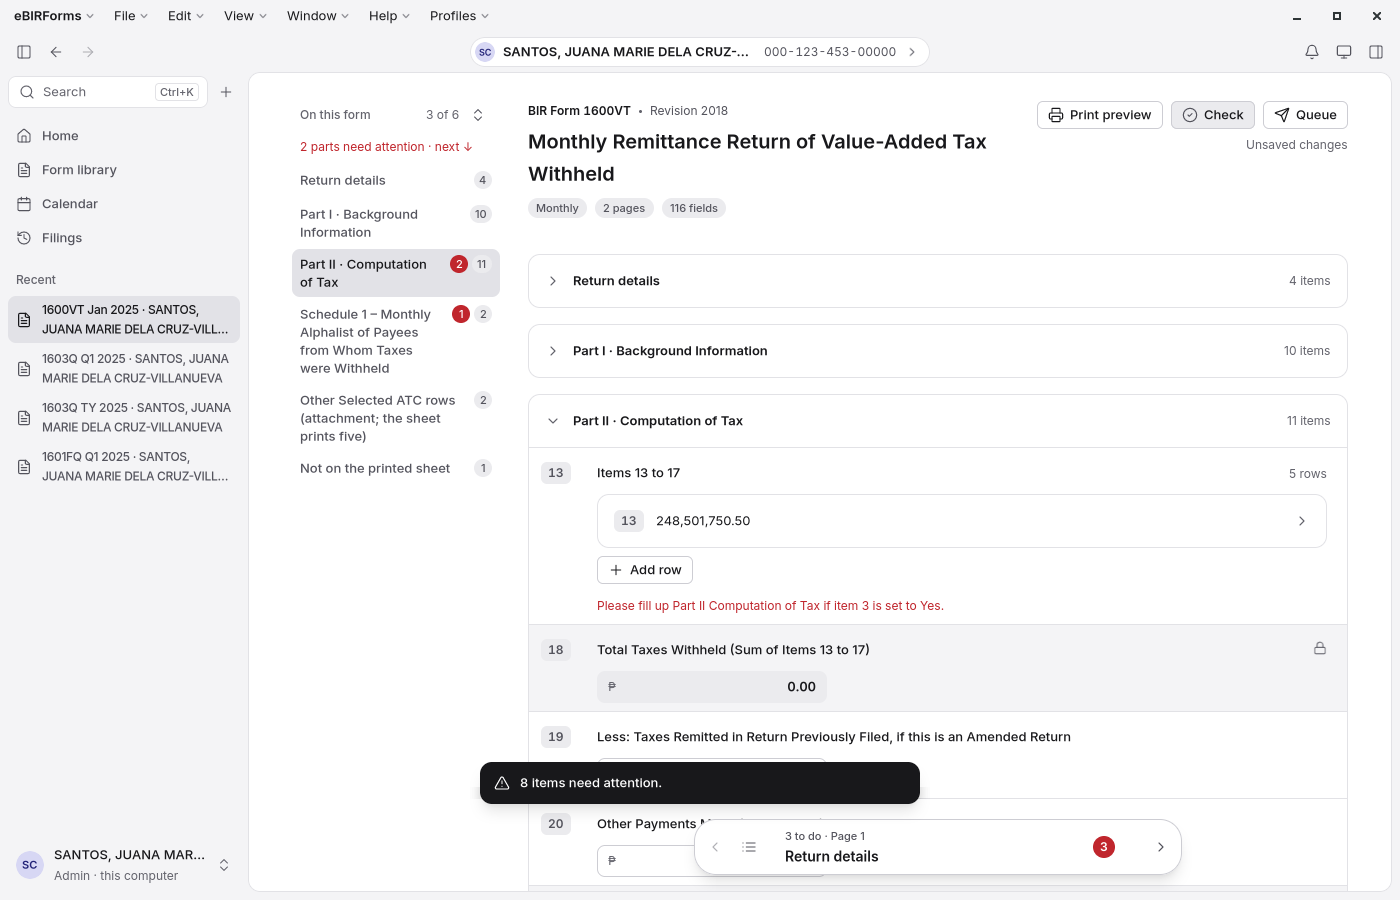 eBIRForms File Edit View Window Help Profiles
SC SANTOS, JUANA MARIE DELA CRUZ-... 000-123-453-00000
Search Ctrl+K
Home
Form library
Calendar
Filings
Recent
1600VT Jan 2025 · SANTOS,
JUANA MARIE DELA CRUZ-VILL...
1603Q Q1 2025 · SANTOS, JUANA
MARIE DELA CRUZ-VILLANUEVA
1603Q TY 2025 · SANTOS, JUANA
MARIE DELA CRUZ-VILLANUEVA
1601FQ Q1 2025 · SANTOS,
JUANA MARIE DELA CRUZ-VILL...
SC SANTOS, JUANA MAR...
Admin · this computer
On this form 3 of 6
2 parts need attention · next ↓
Return details 4
Part I · Background 10
Information
Part II · Computation 2 11
of Tax
Schedule 1 – Monthly 1 2
Alphalist of Payees
from Whom Taxes
were Withheld
Other Selected ATC rows 2
(attachment; the sheet
prints five)
Not on the printed sheet 1
BIR Form 1600VT • Revision 2018
Print preview Check Queue
Unsaved changes
Monthly Remittance Return of Value-Added Tax
Withheld
Monthly 2 pages 116 fields
Return details 4 items
Part I · Background Information 10 items
Part II · Computation of Tax 11 items
13 Items 13 to 17 5 rows
13 248,501,750.50
+ Add row
Please fill up Part II Computation of Tax if item 3 is set to Yes.
18 Total Taxes Withheld (Sum of Items 13 to 17)
₱ 0.00
19 Less: Taxes Remitted in Return Previously Filed, if this is an Amended Return
8 items need attention.
20 Other Payments
₱
3 to do · Page 1
Return details 3